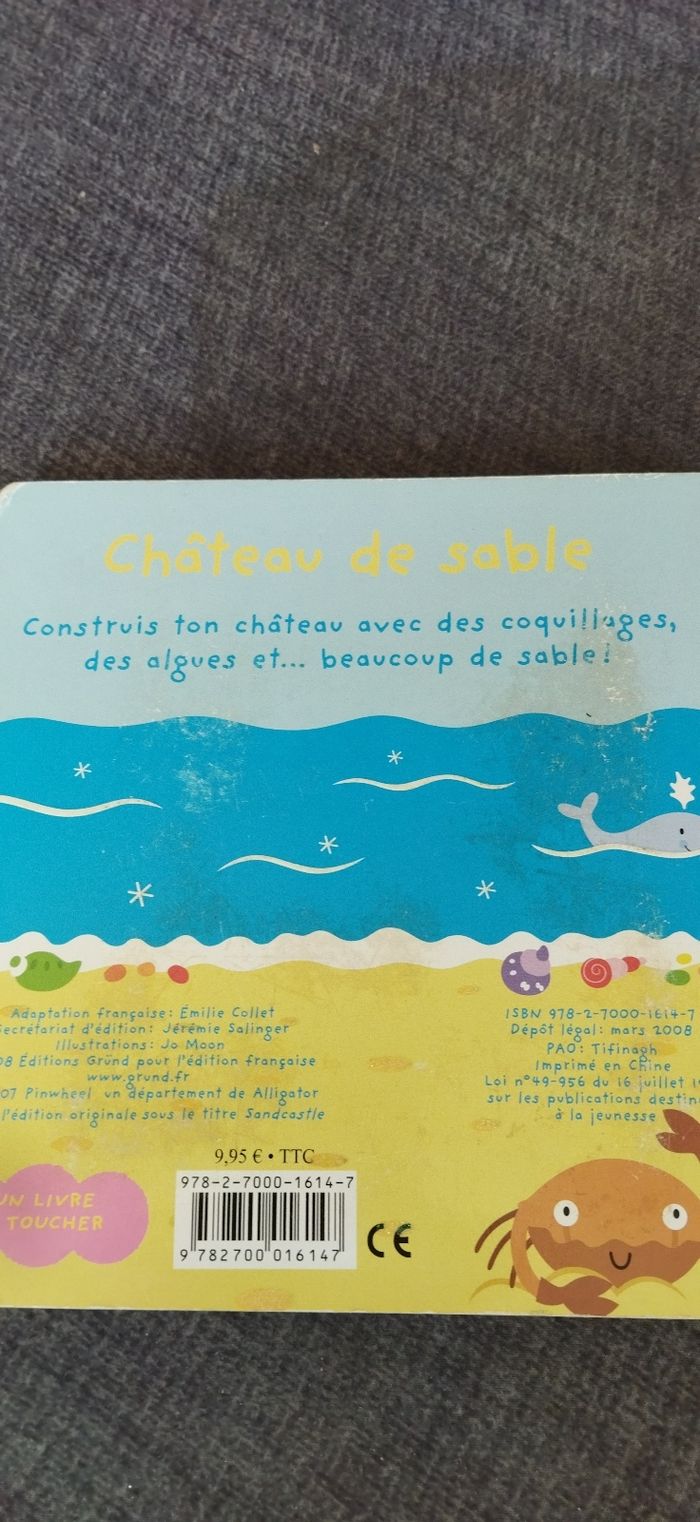 Château de sable
Construis ton château avec des coquillages,
des algues et... beaucoup de sable!
Adaptation française: Émilie Collet
Secrétariat d'édition: Jérémie Salinger
Illustrations: Jo Moon
08 Éditions Gründ pour l'édition française
www.grund.fr
07 Pinwheel un département de Alligator
l'édition originale sous le titre Sandcastle
ISBN 978-2-7000-1614-7
Dépôt légal: mars 2008
PAO: Tifinagh
Imprimé en Chine
Loi n°49-956 du 16 juillet
sur les publications
à la jeunesse
9,95 € • TTC
978-2-7000-1614-7
9 782700 016147
CE
UN LIVRE
TOUCHER